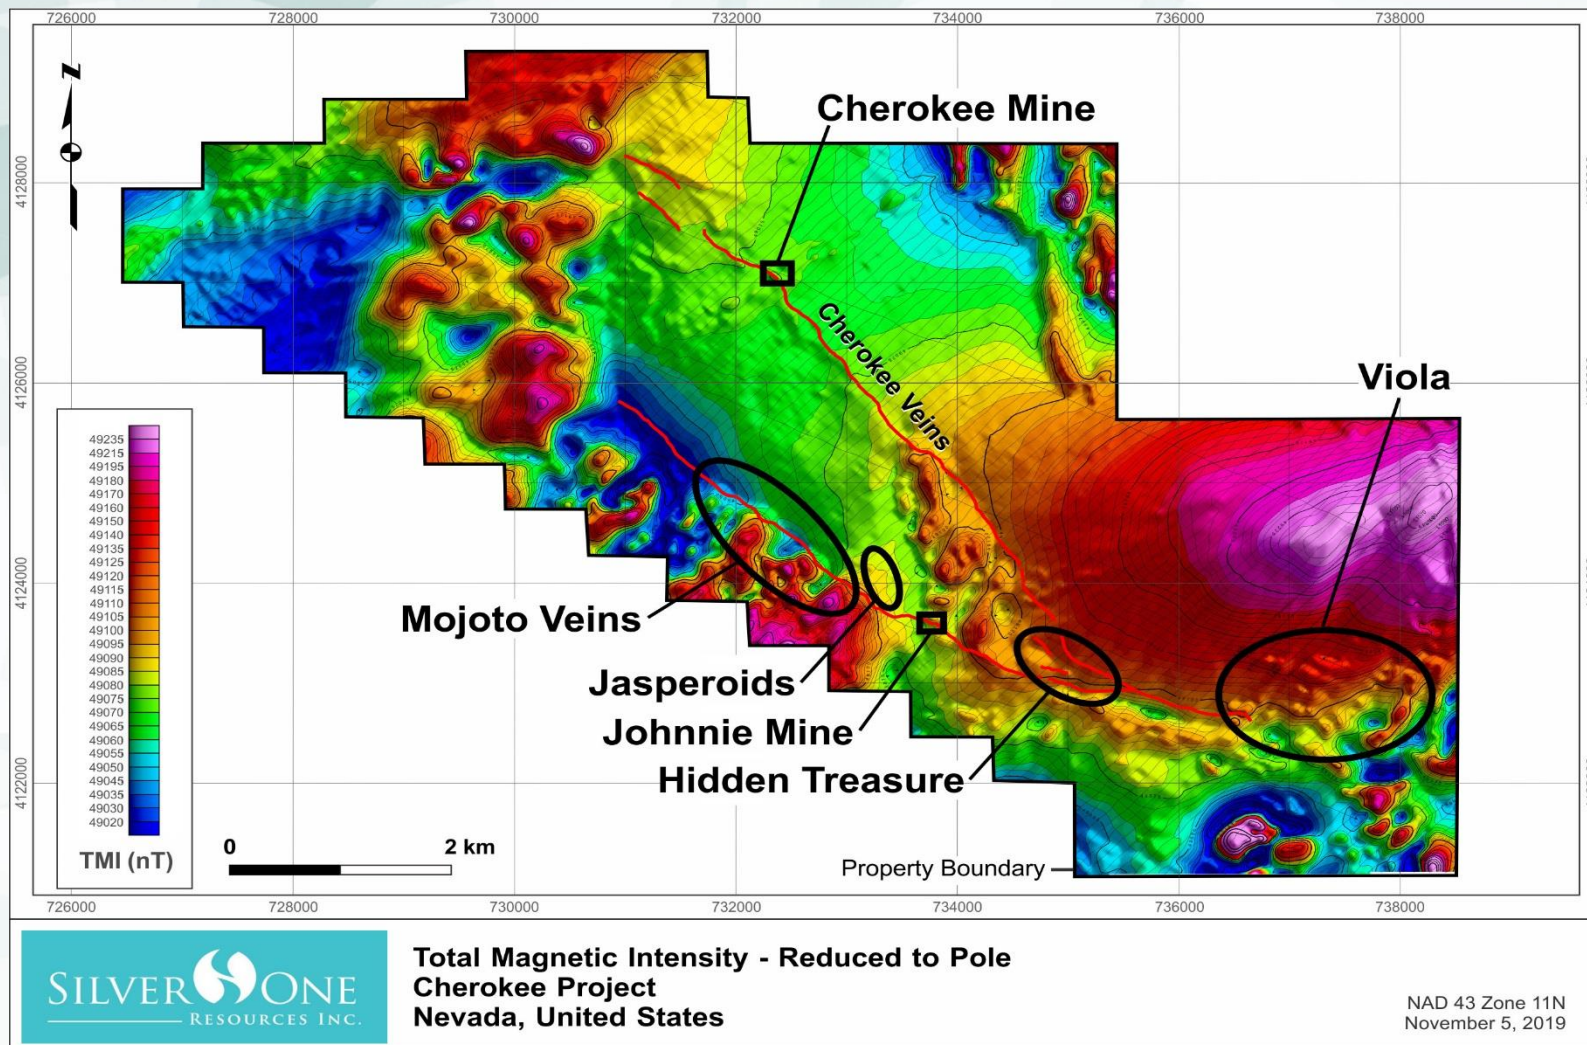 726000 728000 730000 732000 734000 736000 738000
N
Cherokee Mine
4128000
Cherokee Veins
4126000
Viola
49235
49215
49195
49180
49170
49160
49150
49140
49135
49125
49120
49115
49110
49105
49100
49095
49090
49085
49080
49075
49070
49065
49060
49055
49050
49045
49035
49030
49020
TMI (nT)
4124000
Mojoto Veins
Jasperoids
Johnnie Mine
Hidden Treasure
4122000
0 2 km
Property Boundary
726000 728000 730000 732000 734000 736000 738000
SILVER ONE
RESOURCES INC.
Total Magnetic Intensity - Reduced to Pole
Cherokee Project
Nevada, United States
NAD 43 Zone 11N
November 5, 2019